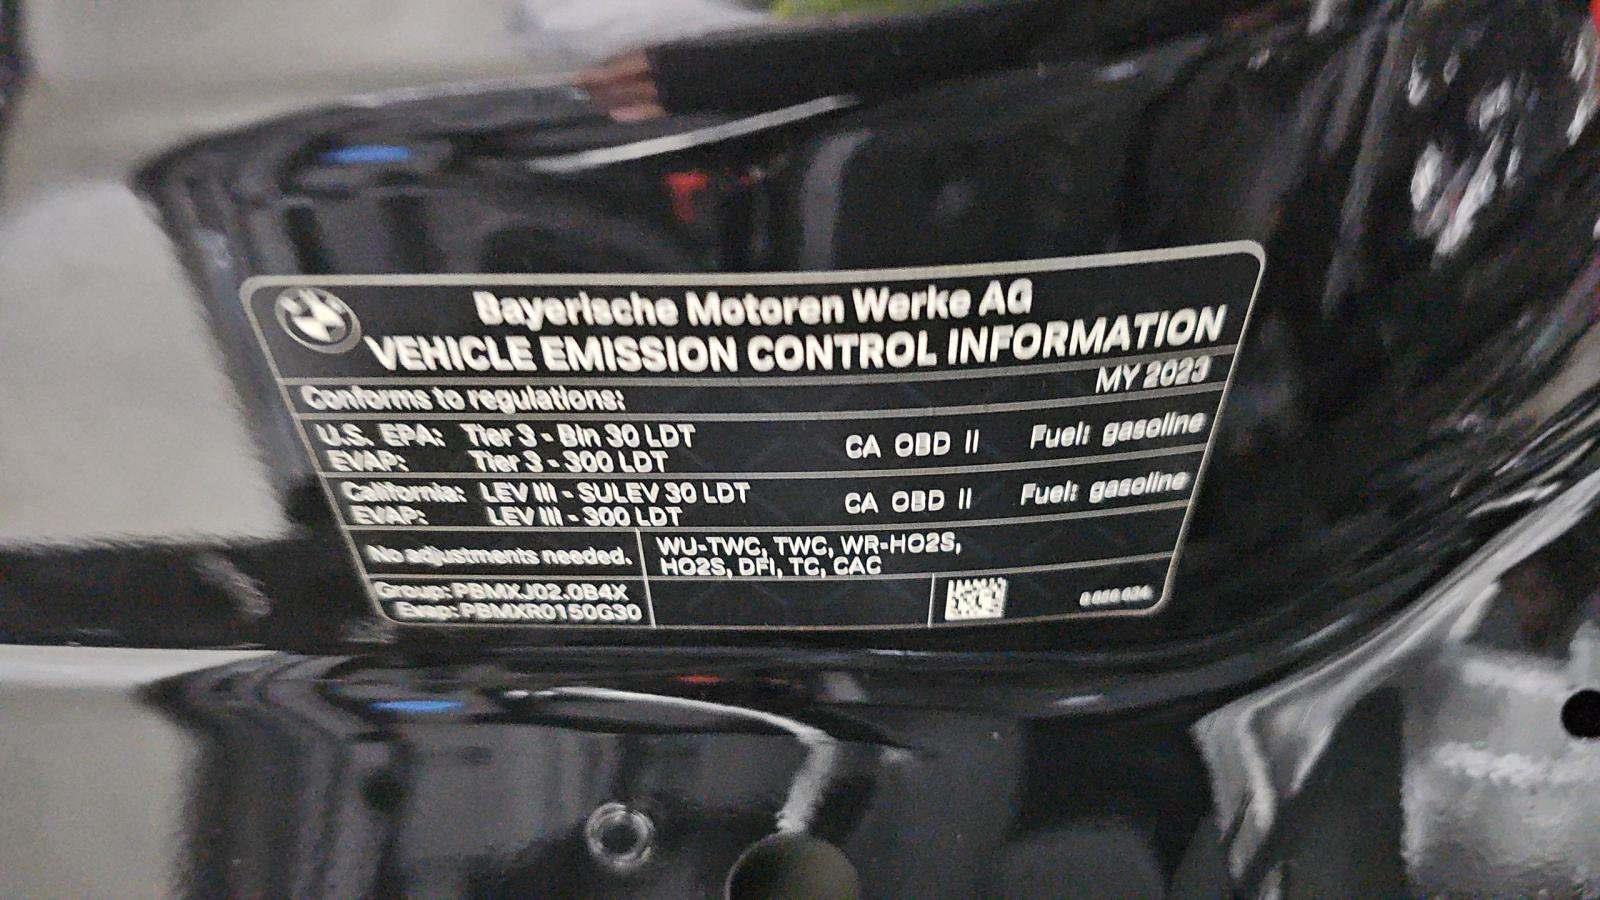 Bayerische Motoren Werke AG
VEHICLE EMISSION CONTROL INFORMATION
MY 2023
Conforms to regulations:
U.S. EPA: Tier 3 - Bin 30 LDT CA OBD II Fuel: gasoline
EVAP: Tier 3 - 300 LDT
California: LEV III - SULEV 30 LDT CA OBD II Fuel: gasoline
EVAP: LEV III - 300 LDT
No adjustments needed.
WU-TWC, TWC, WR-HO2S,
HO2S, DFI, TC, CAC
Group: PBMXJ02.0B4X
Evap: PBMXR0150G30